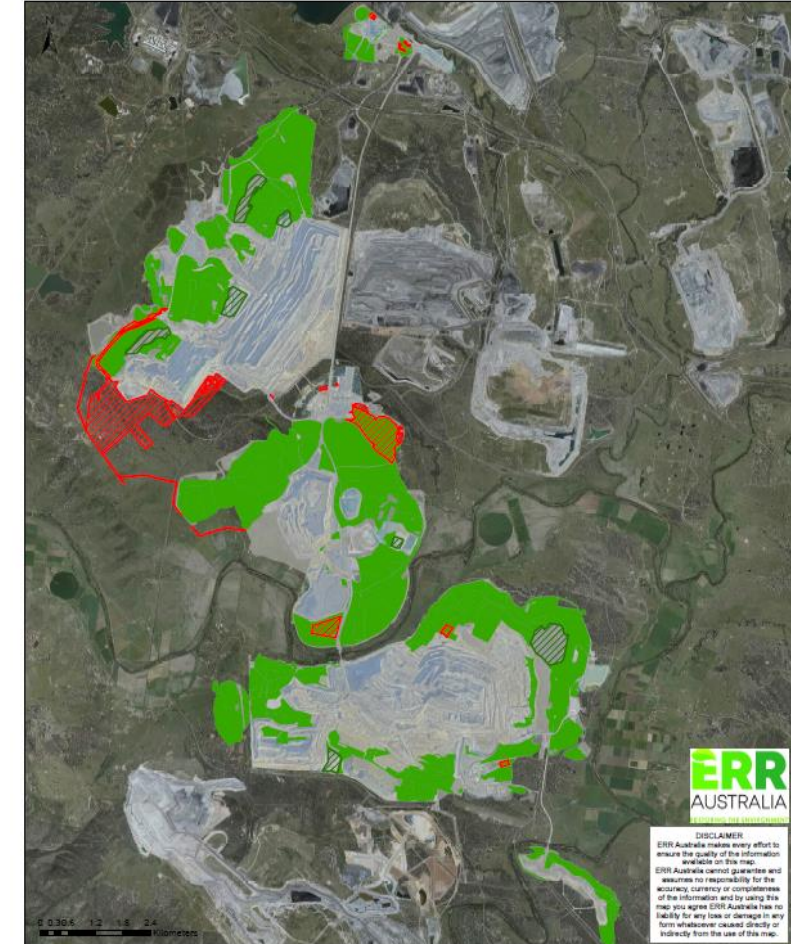 N
ERR
AUSTRALIA
RESTORING THE ENVIRONMENT
DISCLAIMER
ERR Australia makes every effort to
ensure the quality of the information
available on this map.
ERR Australia cannot guarantee and
assumes no responsibility for the
accuracy, currency or completeness
of the information and by using this
map you agree ERR Australia has no
liability for any loss or damage in any
form whatsoever caused directly or
indirectly from the use of this map.
0 0.30.6 1.2 1.8 2.4
Kilometers